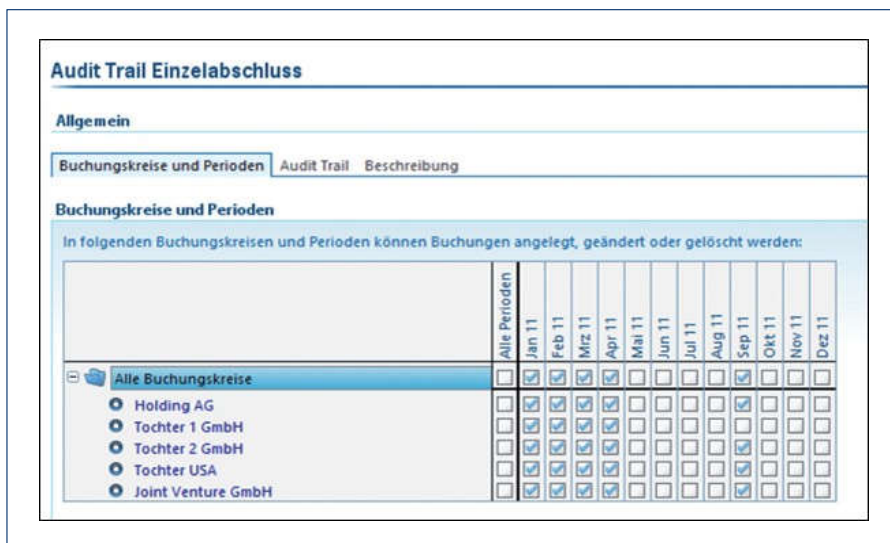 Audit Trail Einzelabschluss
Allgemein
Buchungskreise und Perioden Audit Trail Beschreibung
Buchungskreise und Perioden
In folgenden Buchungskreisen und Perioden können Buchungen angelegt, geändert oder gelöscht werden:
Alle Perioden Jan 11 Feb 11 Mrz 11 Apr 11 Mai 11 Jun 11 Jul 11 Aug 11 Sep 11 Okt 11 Nov 11 Dez 11
Alle Buchungskreise
Holding AG
Tochter 1 GmbH
Tochter 2 GmbH
Tochter USA
Joint Venture GmbH